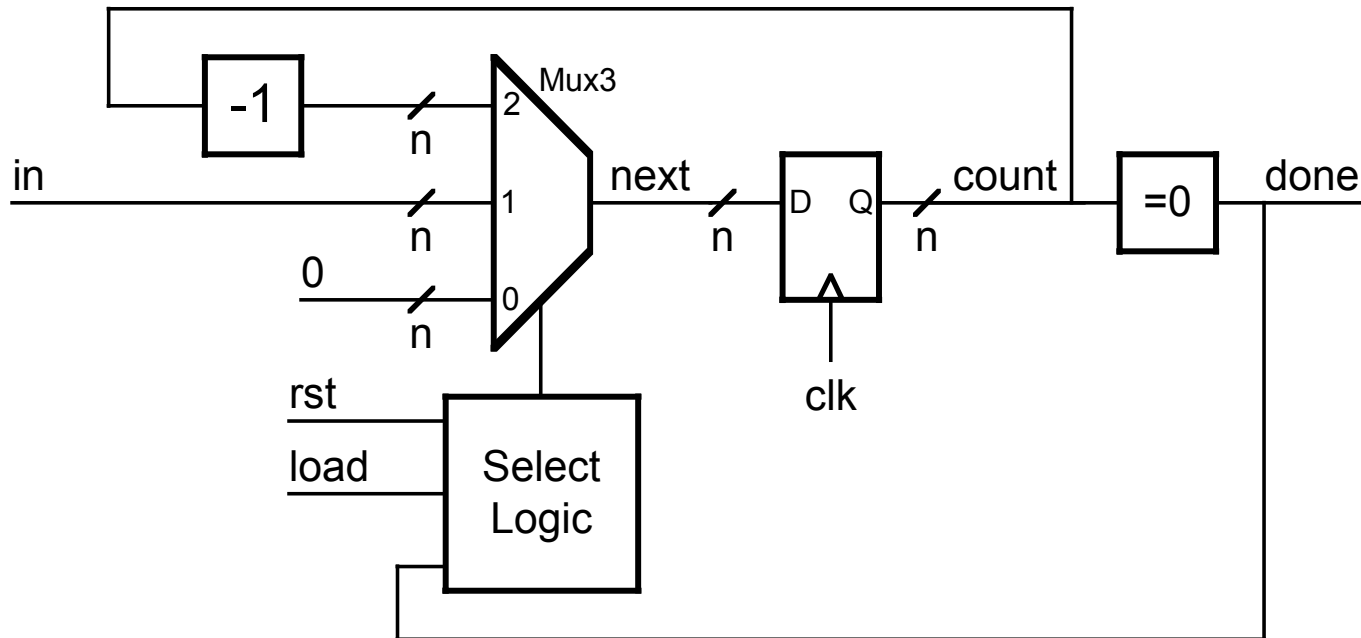 Mux3
-1
2
n
in
1
n
next
n
D
Q
count
n
=0
done
0
0
n
clk
rst
load
Select
Logic